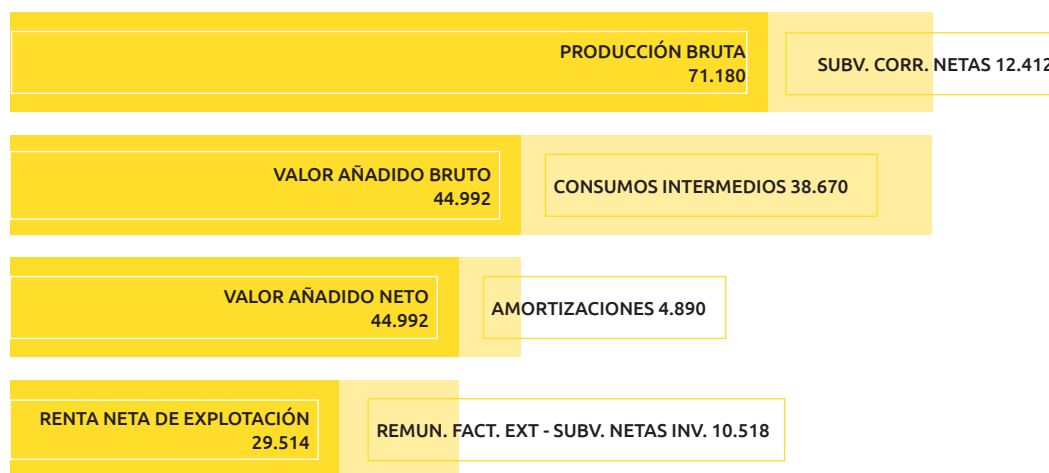 PRODUCCIÓN BRUTA
71.180
SUBV. CORR. NETAS 12.412
VALOR AÑADIDO BRUTO
44.992
CONSUMOS INTERMEDIOS 38.670
VALOR AÑADIDO NETO
44.992
AMORTIZACIONES 4.890
RENTA NETA DE EXPLOTACIÓN
29.514
REMUN. FACT. EXT - SUBV. NETAS INV. 10.518